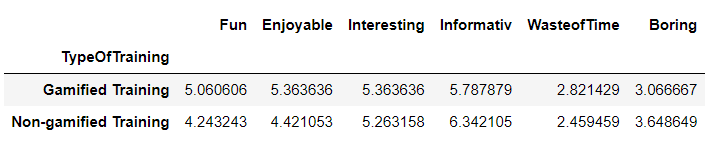 Fun Enjoyable Interesting Informativ WasteofTime Boring
TypeOfTraining
Gamified Training 5.060606 5.363636 5.363636 5.787879 2.821429 3.066667
Non-gamified Training 4.243243 4.421053 5.263158 6.342105 2.459459 3.648649